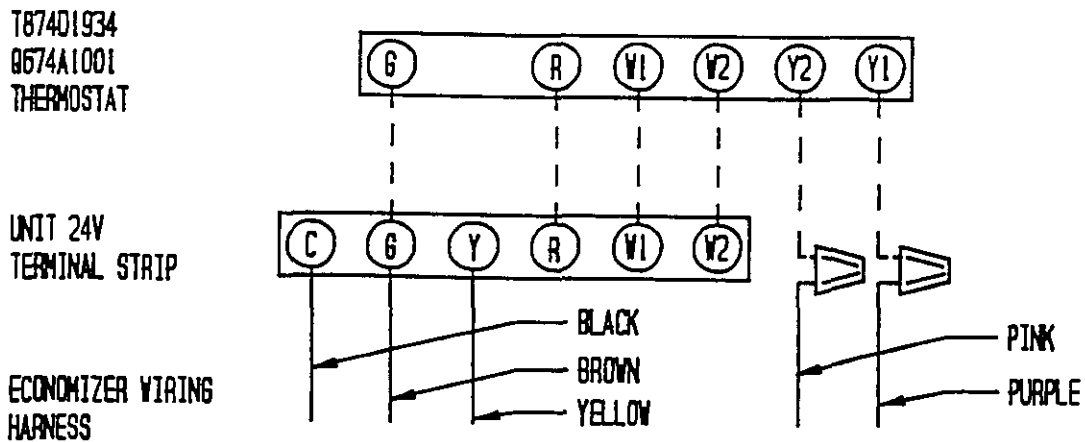 T87401934
Q674A1001
THERMOSTAT
G R W1 W2 Y2 Y1
UNIT 24V
TERMINAL STRIP
C G Y R W1 W2
BLACK
BROWN
YELLOW
PINK
PURPLE
ECONOMIZER WIRING
HARNESS